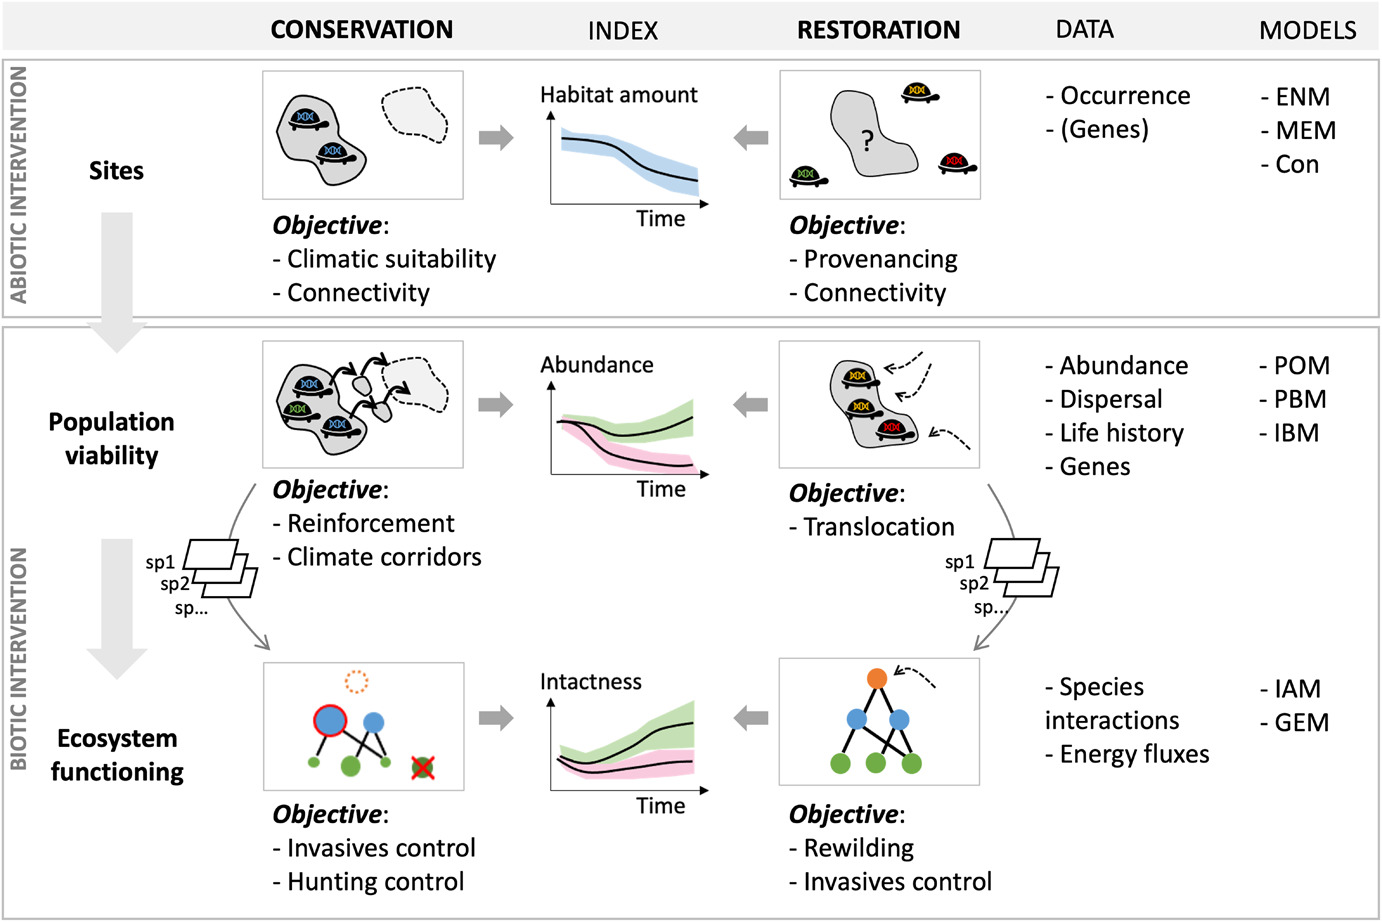 CONSERVATION INDEX RESTORATION DATA MODELS
ABIOTIC INTERVENTION
Sites
Objective:
- Climatic suitability
- Connectivity
Habitat amount
Time
?
Objective:
- Provenancing
- Connectivity
- Occurrence
- (Genes)
- ENM
- MEM
- Con
BIOTIC INTERVENTION
Population
viability
Objective:
- Reinforcement
- Climate corridors
Abundance
Time
Objective:
- Translocation
- Abundance
- Dispersal
- Life history
- Genes
- POM
- PBM
- IBM
sp1
sp2
sp...
sp1
sp2
sp...
Ecosystem
functioning
Objective:
- Invasives control
- Hunting control
Intactness
Time
Objective:
- Rewilding
- Invasives control
- Species
interactions
- Energy fluxes
- IAM
- GEM